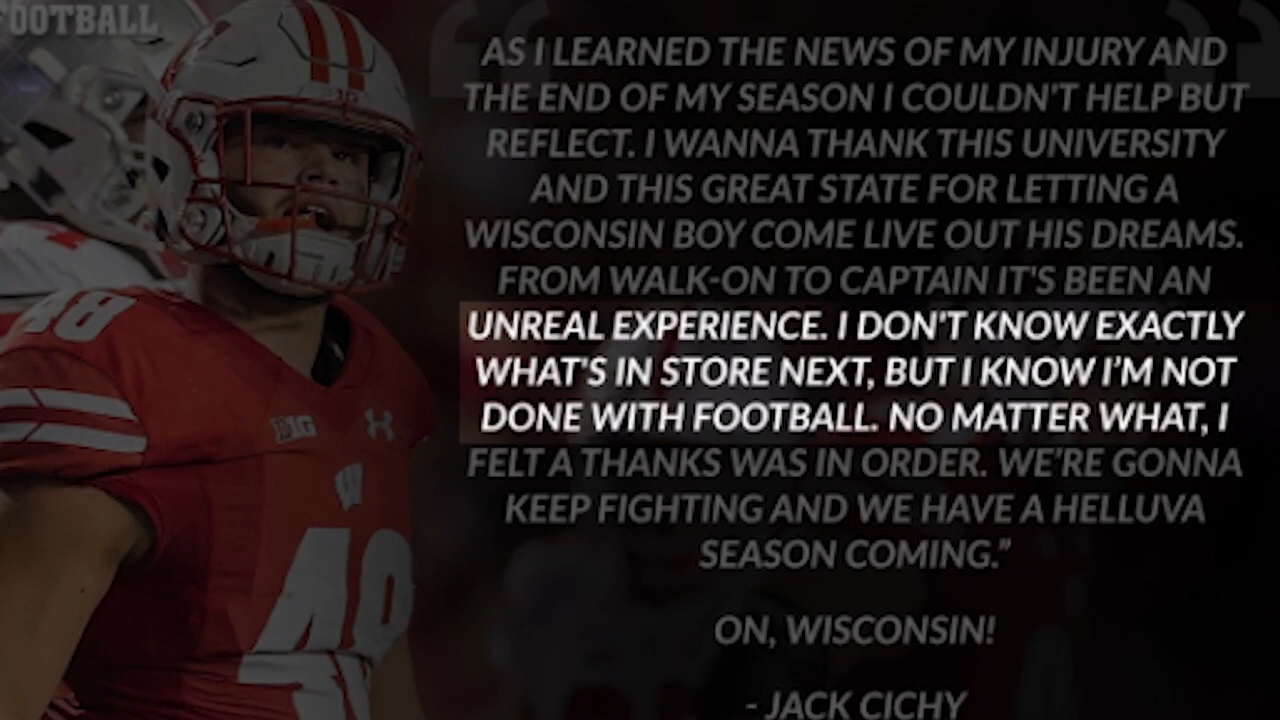 FOOTBALL
AS I LEARNED THE NEWS OF MY INJURY AND
THE END OF MY SEASON I COULDN'T HELP BUT
REFLECT. I WANNA THANK THIS UNIVERSITY
AND THIS GREAT STATE FOR LETTING A
WISCONSIN BOY COME LIVE OUT HIS DREAMS.
FROM WALK-ON TO CAPTAIN IT'S BEEN AN
UNREAL EXPERIENCE. I DON'T KNOW EXACTLY
WHAT'S IN STORE NEXT, BUT I KNOW I’M NOT
DONE WITH FOOTBALL. NO MATTER WHAT, I
FELT A THANKS WAS IN ORDER. WE’RE GONNA
KEEP FIGHTING AND WE HAVE A HELLUVA
SEASON COMING.”
ON, WISCONSIN!
- JACK CICHY
48
B1G
W
48